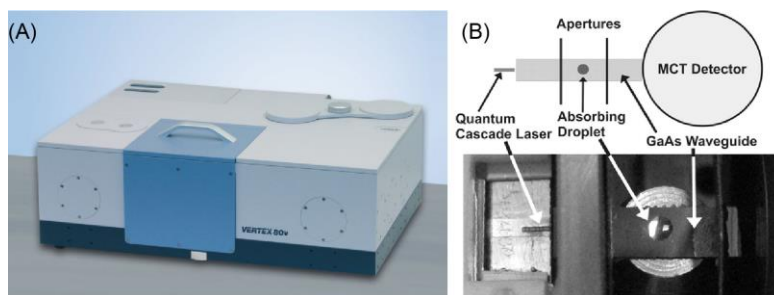 (A)
VERTEX 80v
(B)
Apertures
MCT Detector
Quantum
Cascade Laser
Absorbing
Droplet
GaAs Waveguide